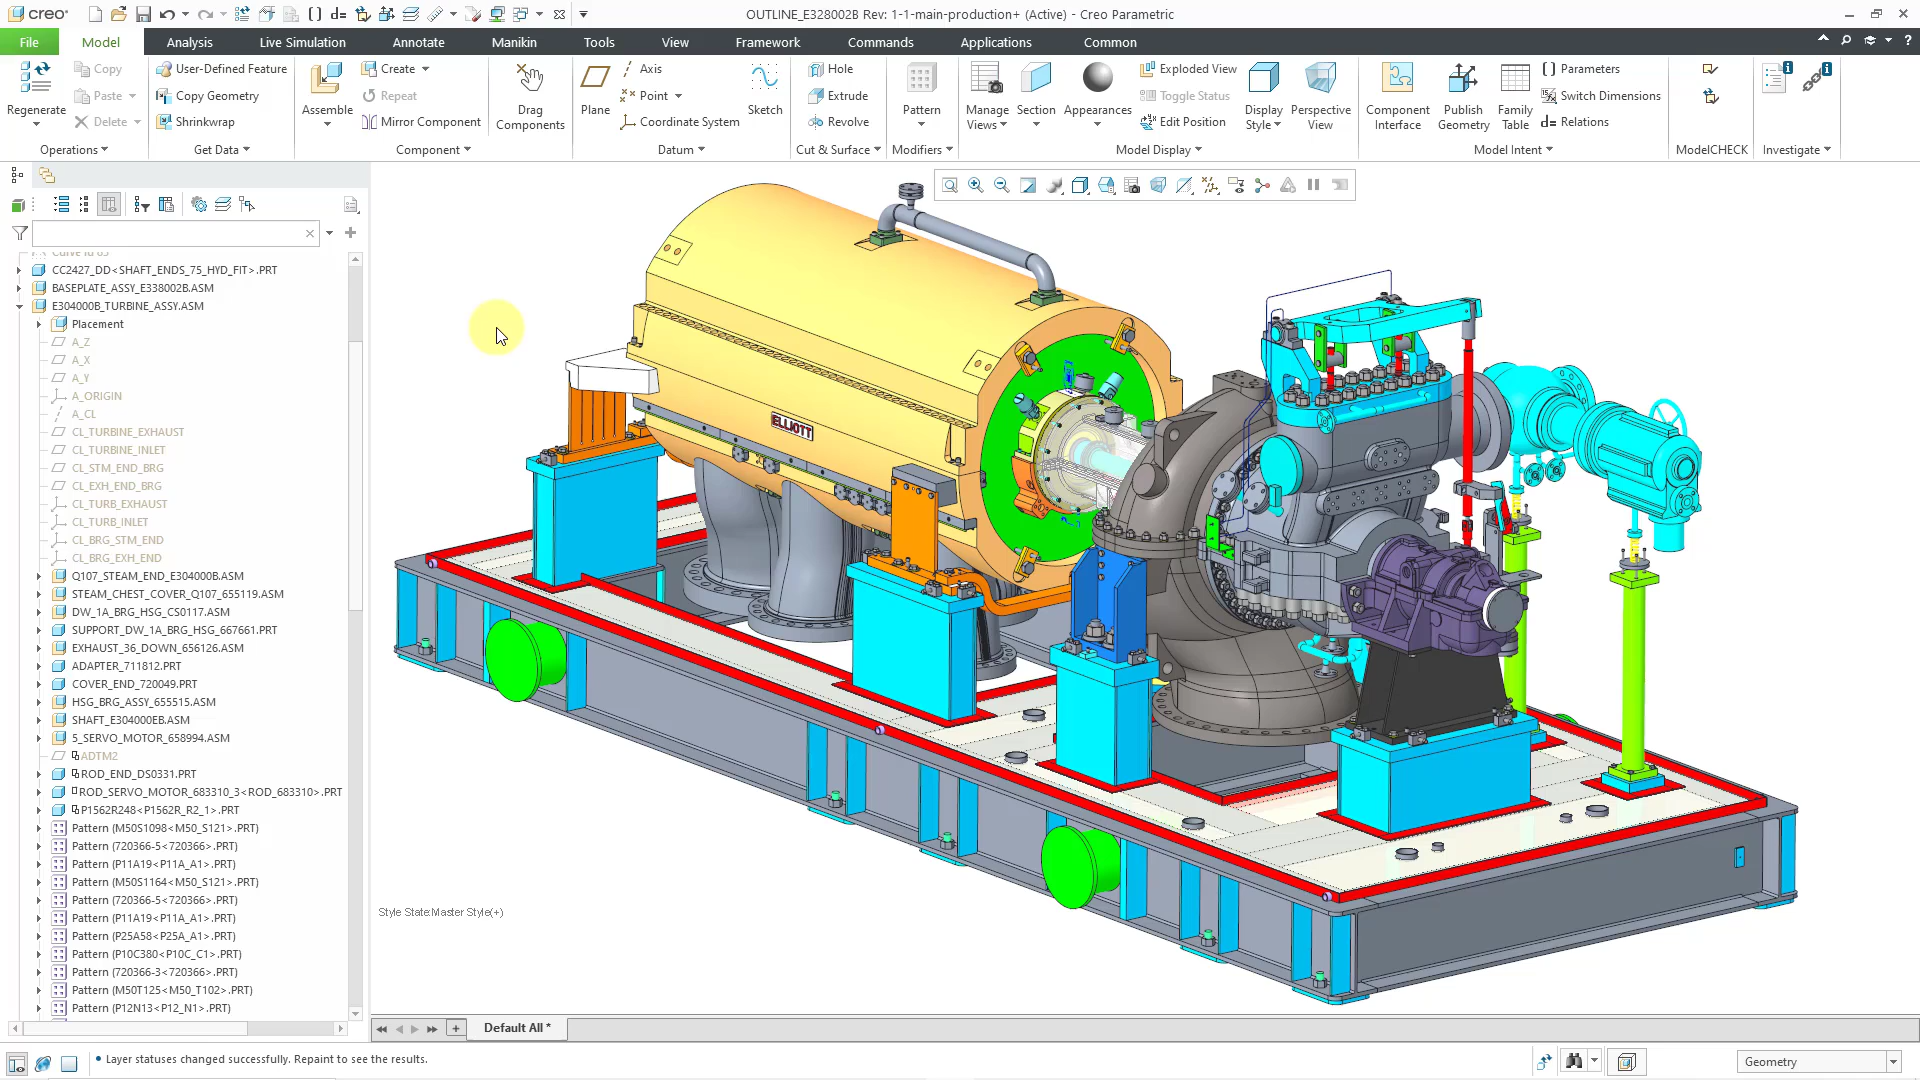 creo
OUTLINE_E328002B Rev: 1-1-main-production+ (Active) - Creo Parametric
File Model Analysis Live Simulation Annotate Manikin Tools View Framework Commands Applications Common
Regenerate
Copy
Paste
Delete
Operations
User-Defined Feature
Copy Geometry
Shrinkwrap
Get Data
Assemble
Create
Repeat
Mirror Component
Component
Drag
Components
Plane
Axis
Point
Coordinate System
Sketch
Datum
Hole
Extrude
Revolve
Cut & Surface
Pattern
Modifiers
Manage
Views
Section
Appearances
Exploded View
Toggle Status
Edit Position
Display
Style
Perspective
View
Model Display
Component
Interface
Publish
Geometry
Family
Table
Parameters
Switch Dimensions
d= Relations
Model Intent
ModelCHECK
Investigate
CC2427_DD<SHAFT_ENDS_75_HYD_FIT>.PRT
BASEPLATE_ASSY_E338002B.ASM
E304000B_TURBINE_ASSY.ASM
Placement
A_Z
A_X
A_Y
A_ORIGIN
A_CL
CL_TURBINE_EXHAUST
CL_TURBINE_INLET
CL_STM_END_BRG
CL_EXH_END_BRG
CL_TURB_EXHAUST
CL_TURB_INLET
CL_BRG_STM_END
CL_BRG_EXH_END
Q107_STEAM_END_E304000B.ASM
STEAM_CHEST_COVER_Q107_655119.ASM
DW_1A_BRG_HSG_CS0117.ASM
SUPPORT_DW_1A_BRG_HSG_667661.PRT
EXHAUST_36_DOWN_656126.ASM
ADAPTER_711812.PRT
COVER_END_720049.PRT
HSG_BRG_ASSY_655515.ASM
SHAFT_E304000EB.ASM
5_SERVO_MOTOR_658994.ASM
ADTM2
ROD_END_DS0331.PRT
ROD_SERVO_MOTOR_683310_3<ROD_683310>.PRT
P1562R248<P1562R_R2_1>.PRT
Pattern (M50S1098<M50_S121>.PRT)
Pattern (720366-5<720366>.PRT)
Pattern (P11A19<P11A_A1>.PRT)
Pattern (M50S1164<M50_S121>.PRT)
Pattern (720366-5<720366>.PRT)
Pattern (P11A19<P11A_A1>.PRT)
Pattern (P25A58<P25A_A1>.PRT)
Pattern (P10C380<P10C_C1>.PRT)
Pattern (720366-3<720366>.PRT)
Pattern (M50T125<M50_T102>.PRT)
Pattern (P12N13<P12_N1>.PRT)
ELLIOTT
Style State:Master Style(+)
Default All *
Layer statuses changed successfully. Repaint to see the results.
Geometry